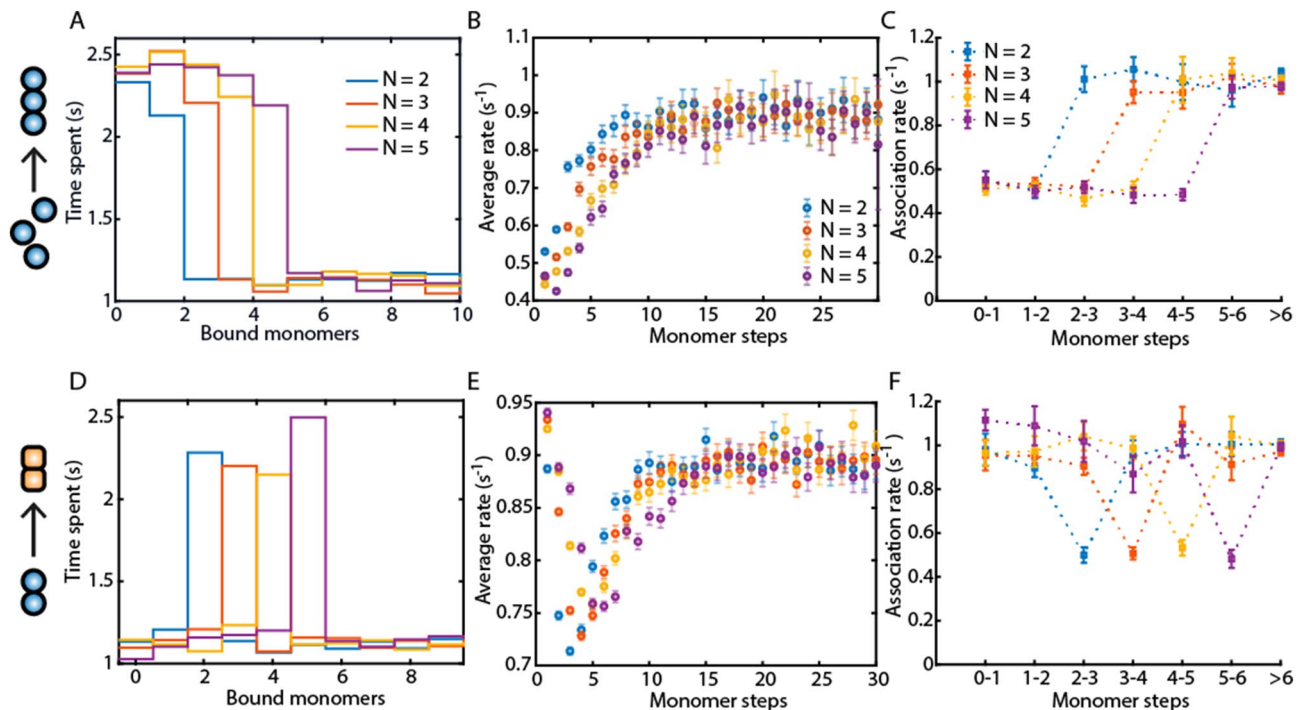 A
Time spent (s)
2.5
2
1.5
1
N = 2
N = 3
N = 4
N = 5
0 2 4 6 8 10
Bound monomers
B
Average rate (s-1)
1.1
1
0.9
0.8
0.7
0.6
0.5
0.4
N = 2
N = 3
N = 4
N = 5
0 5 10 15 20 25
Monomer steps
C
Association rate (s-1)
1.2
1
0.8
0.6
0.4
0.2
0
N = 2
N = 3
N = 4
N = 5
0-1 1-2 2-3 3-4 4-5 5-6 >6
Monomer steps
D
Time spent (s)
2.5
2
1.5
1
0 2 4 6 8
Bound monomers
E
Average rate (s-1)
0.95
0.9
0.85
0.8
0.75
0.7
0 5 10 15 20 25 30
Monomer steps
F
Association rate (s-1)
1.2
1
0.8
0.6
0.4
0.2
0
0-1 1-2 2-3 3-4 4-5 5-6 >6
Monomer steps